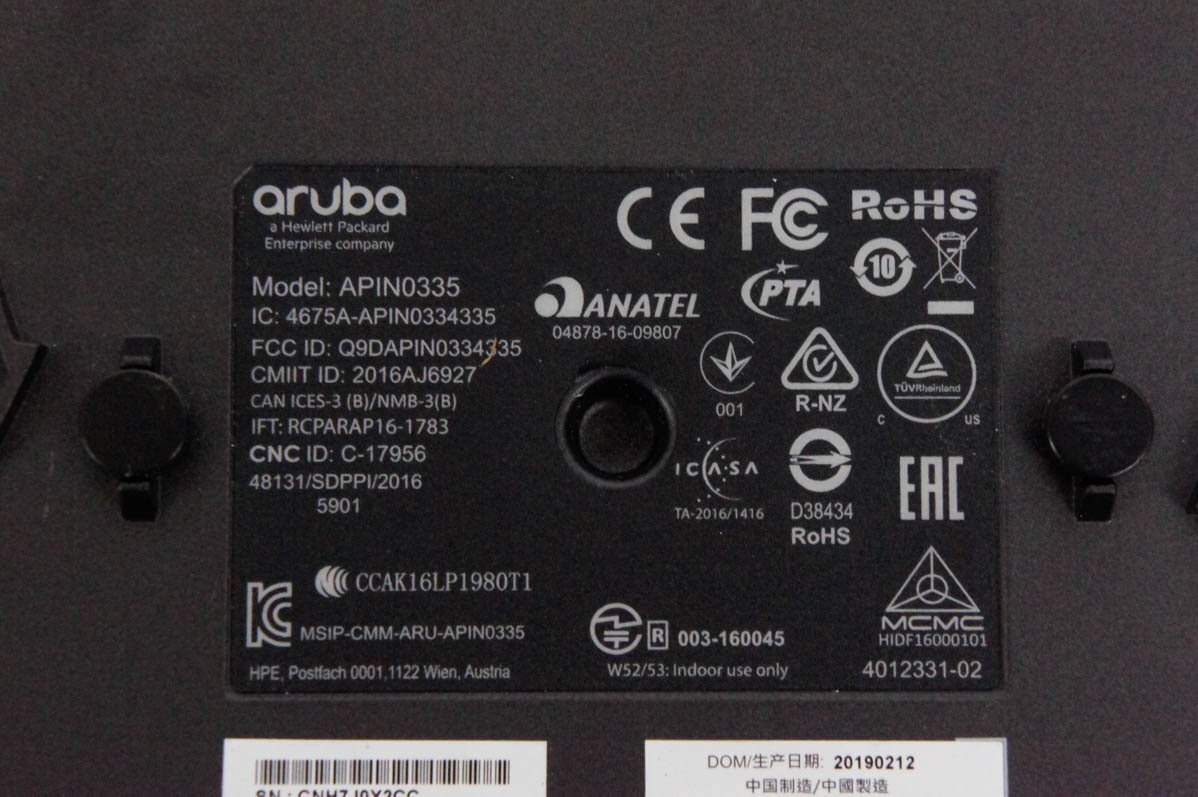 aruba
a Hewlett Packard
Enterprise company
Model: APIN0335
IC: 4675A-APIN0334335
FCC ID: Q9DAPIN0334335
CMIIT ID: 2016AJ6927
CAN ICES-3 (B)/NMB-3(B)
IFT: RCPARAP16-1783
CNC ID: C-17956
48131/SDPPI/2016
5901
CCAK16LP1980T1
MSIP-CMM-ARU-APIN0335
HPE, Postfach 0001,1122 Wien, Austria
CE FC RoHS
10
ANATEL
04878-16-09807
PTA
001
R-NZ
TÜVRheinland
C US
ICASA
TA-2016/1416
D38434
RoHS
EAC
R 003-160045
W52/53: Indoor use only
MCMC
HIDF16000101
4012331-02
DOM/生产日期: 20190212
中国制造/中國製造